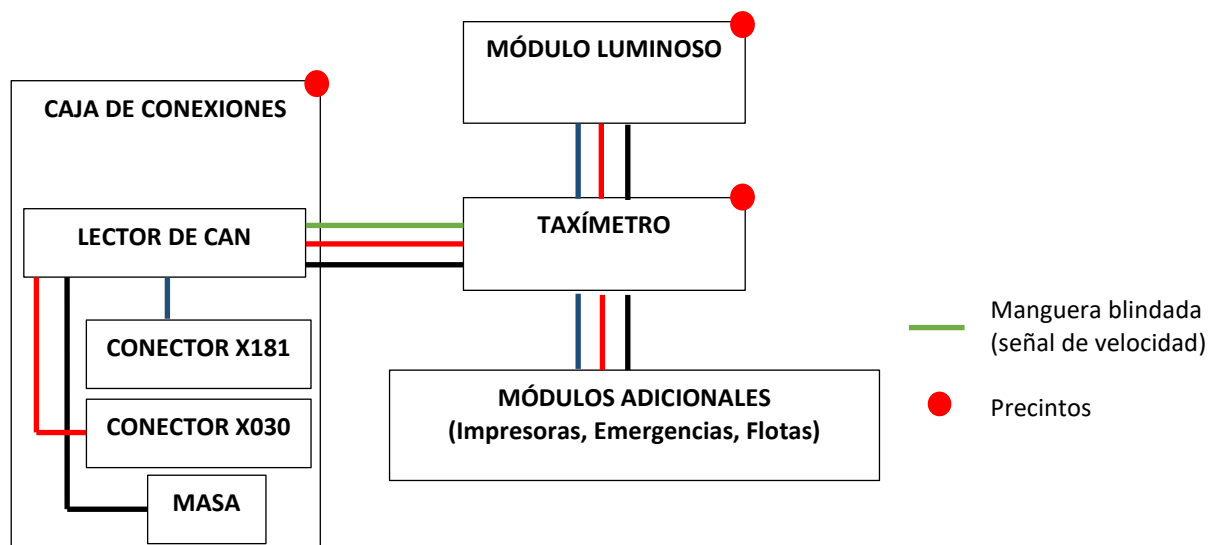 MÓDULO LUMINOSO
CAJA DE CONEXIONES
LECTOR DE CAN
TAXÍMETRO
CONECTOR X181
CONECTOR X030
MASA
MÓDULOS ADICIONALES
(Impresoras, Emergencias, Flotas)
Manguera blindada
(señal de velocidad)
Precintos